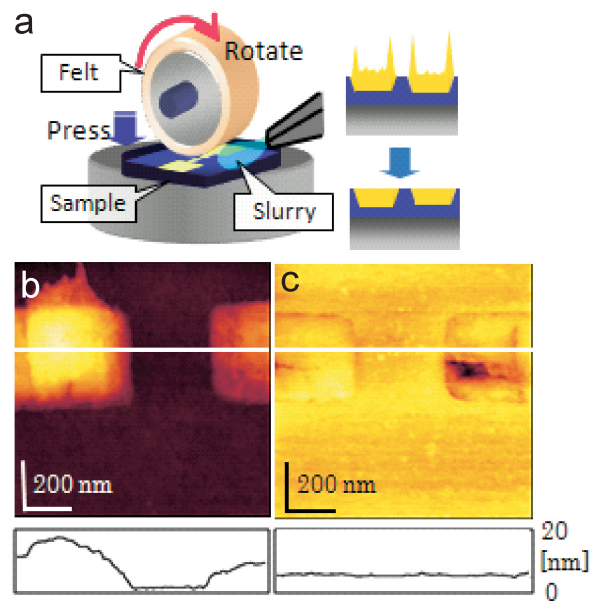 a
Rotate
Felt
Press
Sample
Slurry
b
c
200 nm
200 nm
20
[nm]
0